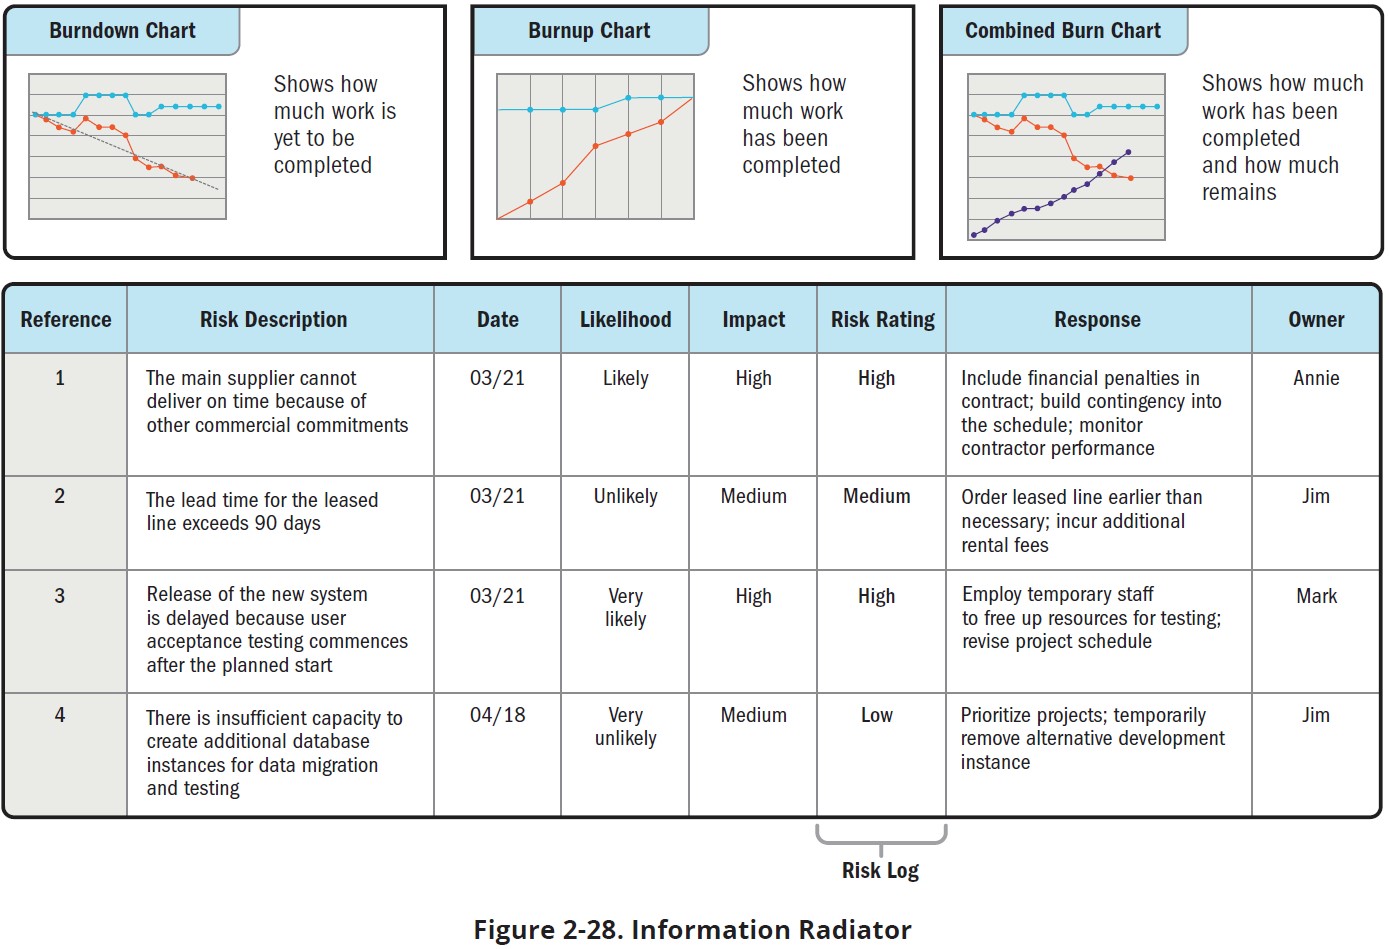 Burndown Chart
Shows how
much work is
yet to be
completed
Burnup Chart
Shows how
much work
has been
completed
Combined Burn Chart
Shows how much
work has been
completed
and how much
remains
Reference Risk Description Date Likelihood Impact Risk Rating Response Owner
1
The main supplier cannot
deliver on time because of
other commercial commitments
03/21
Likely
High
High
Include financial penalties in
contract; build contingency into
the schedule; monitor
contractor performance
Annie
2
The lead time for the leased
line exceeds 90 days
03/21
Unlikely
Medium
Medium
Order leased line earlier than
necessary; incur additional
rental fees
Jim
3
Release of the new system
is delayed because user
acceptance testing commences
after the planned start
03/21
Very
likely
High
High
Employ temporary staff
to free up resources for testing;
revise project schedule
Mark
4
There is insufficient capacity to
create additional database
instances for data migration
and testing
04/18
Very
unlikely
Medium
Low
Prioritize projects; temporarily
remove alternative development
instance
Jim
Risk Log
Figure 2-28. Information Radiator